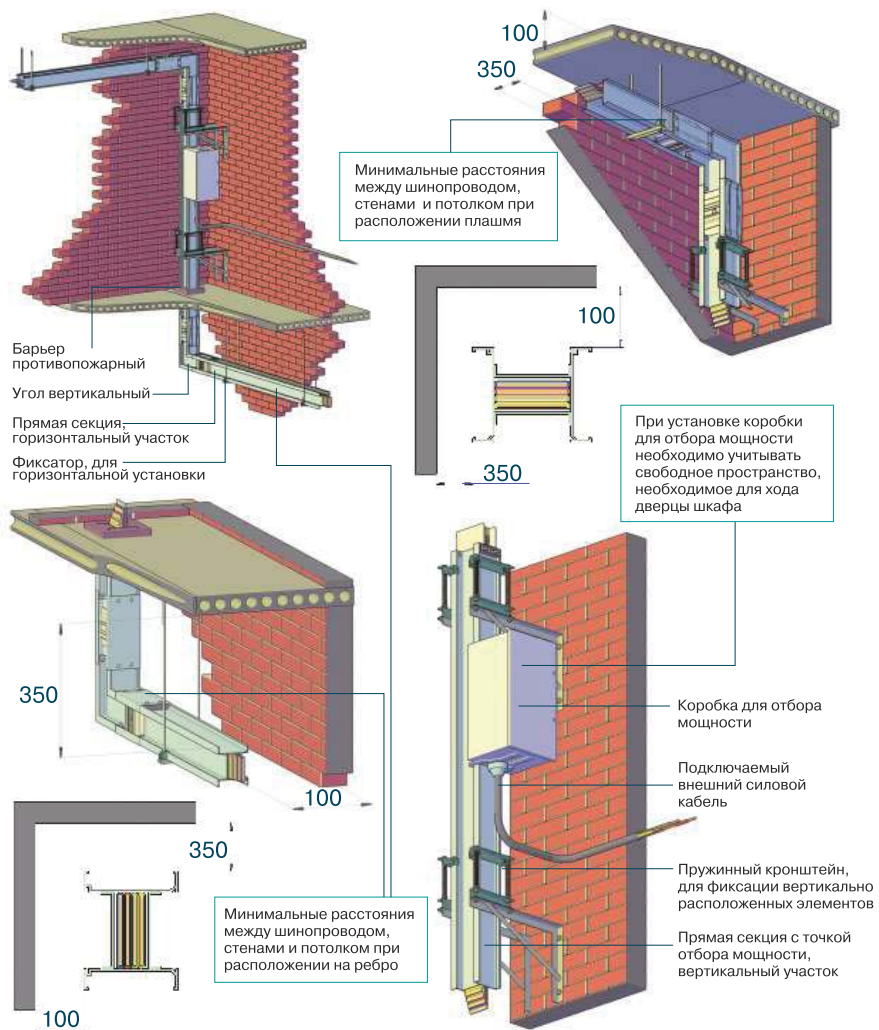 100
350
Минимальные расстояния
между шинопроводом,
стенами и потолком при
расположении плашмя
100
350
Барьер
противопожарный
Угол вертикальный
Прямая секция,
горизонтальный участок
Фиксатор, для
горизонтальной установки
При установке коробки
для отбора мощности
необходимо учитывать
свободное пространство,
необходимое для хода
дверцы шкафа
350
100
Коробка для отбора
мощности
Подключаемый
внешний силовой
кабель
350
100
Минимальные расстояния
между шинопроводом,
стенами и потолком при
расположении на ребро
Пружинный кронштейн,
для фиксации вертикально
расположенных элементов
Прямая секция с точкой
отбора мощности,
вертикальный участок